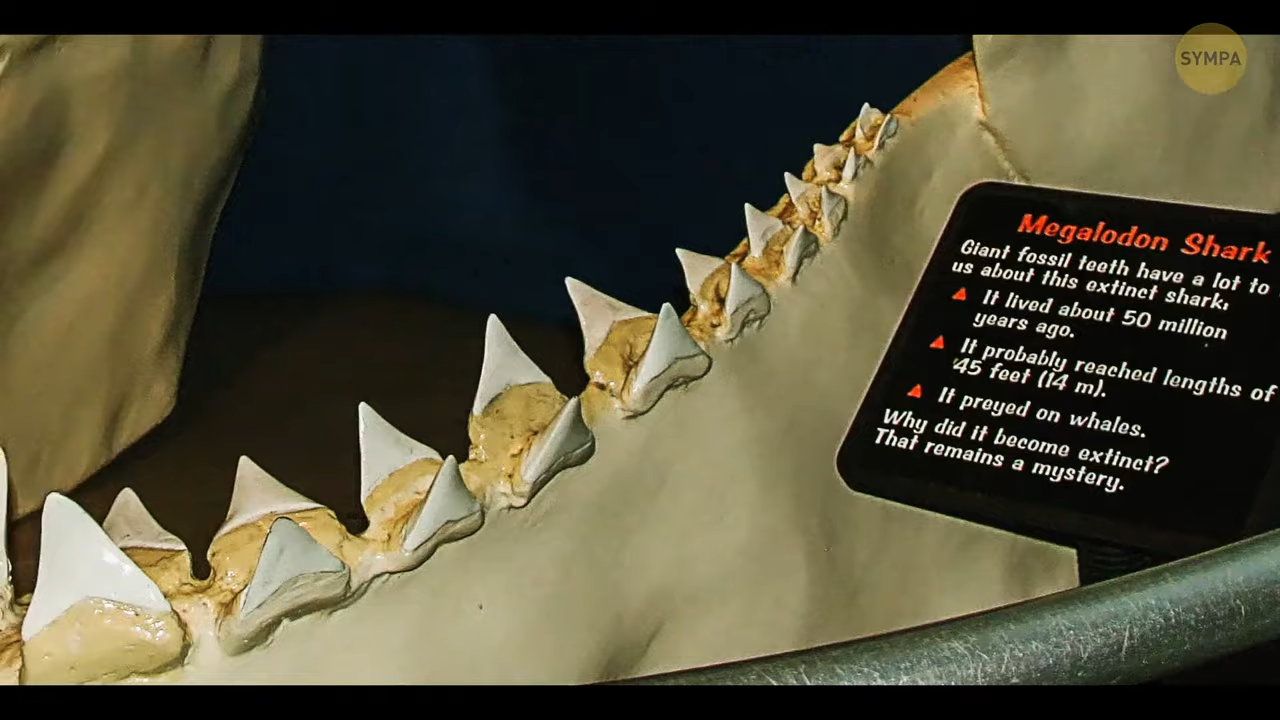 SYMPA
Megalodon Shark
Giant fossil teeth have a lot to
us about this extinct shark:
It lived about 50 million
years ago.
It probably reached lengths of
45 feet (14 m).
It preyed on whales.
Why did it become extinct?
That remains a mystery.